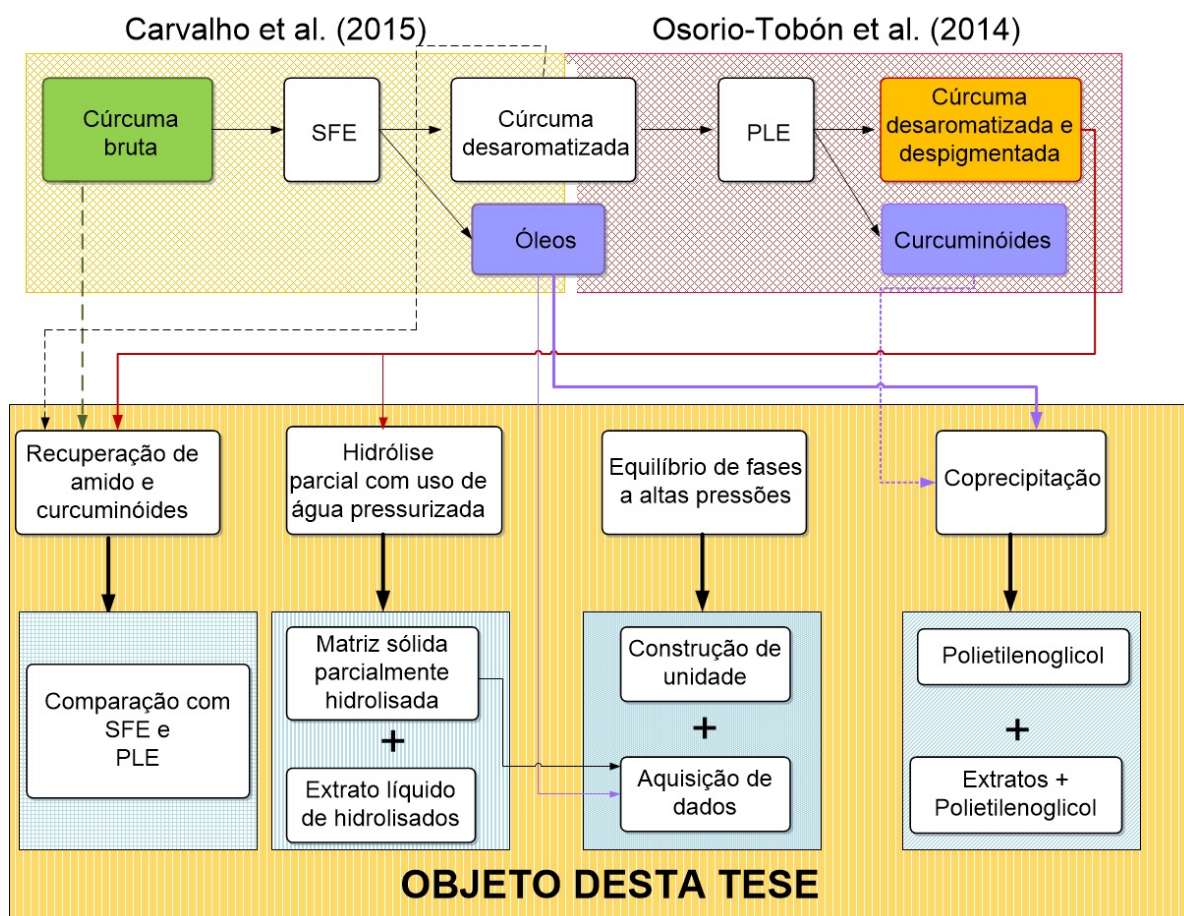 Carvalho et al. (2015)
Osorio-Tobón et al. (2014)
Cúrcuma
bruta
SFE
Cúrcuma
desaromatizada
PLE
Cúrcuma
desaromatizada e
despigmentada
Óleos
Curcuminóides
Recuperação de
amido e
curcuminóides
Hidrólise
parcial com uso de
água pressurizada
Equilíbrio de fases
a altas pressões
Coprecipitação
Comparação com
SFE e
PLE
Matriz sólida
parcialmente
hidrolisada
+
Extrato líquido
de hidrolisados
Construção de
unidade
+
Aquisição de
dados
Polietilenoglicol
+
Extratos +
Polietilenoglicol
OBJETO DESTA TESE